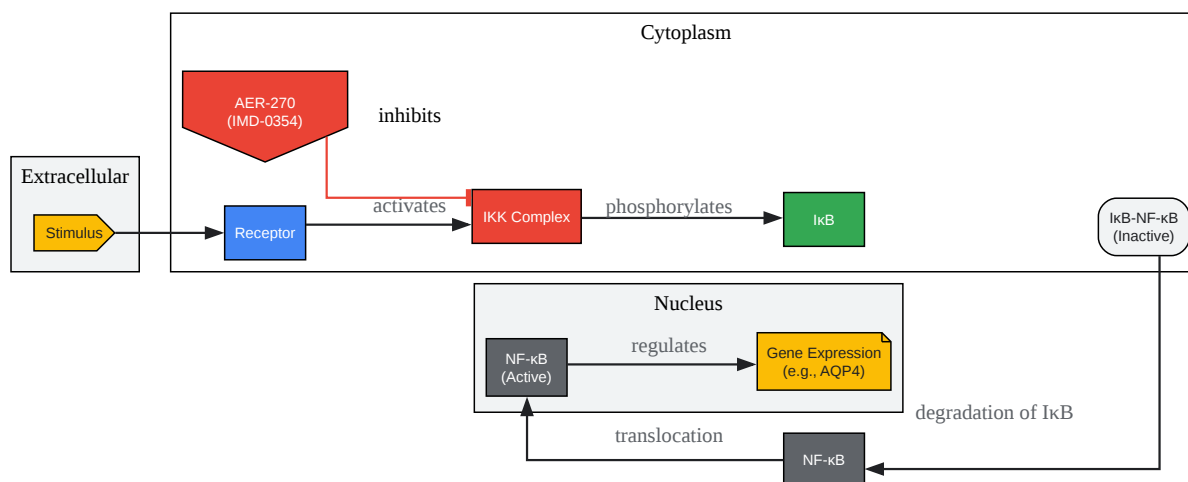 Cytoplasm
AER-270
(IMD-0354)
inhibits
Extracellular
Stimulus
Receptor
activates
IKK Complex
phosphorylates
IκB
IκB-NF-κB
(Inactive)
Nucleus
NF-κB
(Active)
regulates
Gene Expression
(e.g., AQP4)
degradation of IκB
translocation
NF-κB